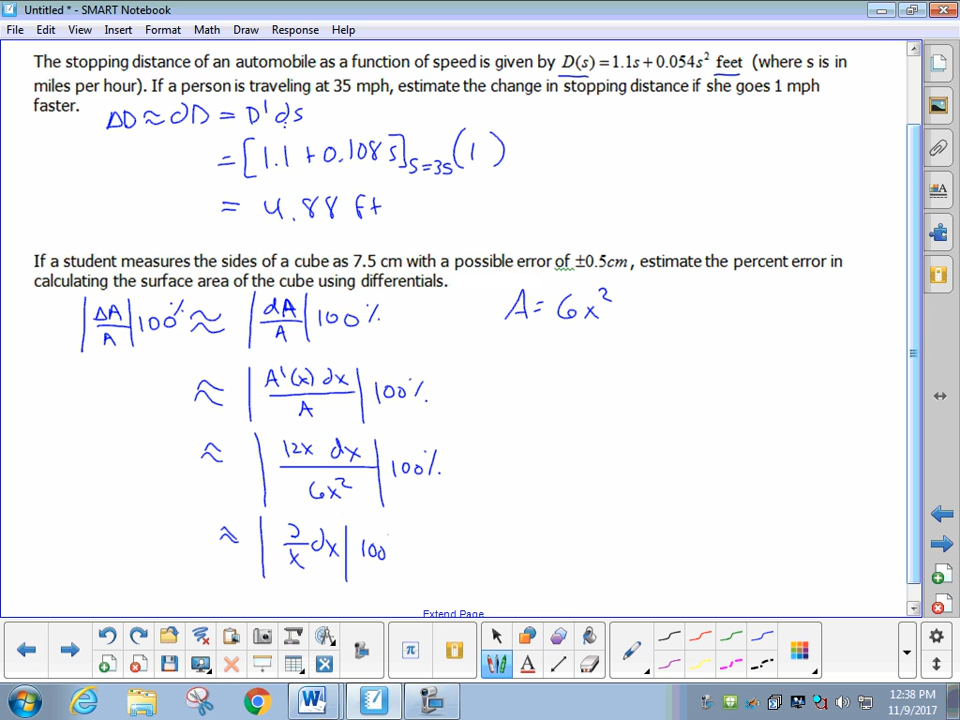 Untitled * - SMART Notebook
File Edit View Insert Format Math Draw Response Help
The stopping distance of an automobile as a function of speed is given by D(s) = 1.1s + 0.054s² feet (where s is in
miles per hour). If a person is traveling at 35 mph, estimate the change in stopping distance if she goes 1 mph
faster.
ΔD ≈ dD = D' ds
= [1.1 + 0.108 s]s=35 (1)
= 4.88 ft
If a student measures the sides of a cube as 7.5 cm with a possible error of ±0.5cm, estimate the percent error in
calculating the surface area of the cube using differentials.
|ΔA/A| 100% ≈ |dA/A| 100% A = 6x²
≈ |A'(x) dx / A| 100%
≈ |12x dx / 6x²| 100%
≈ |2/x dx| 100
Extend Page
12:38 PM
11/9/2017